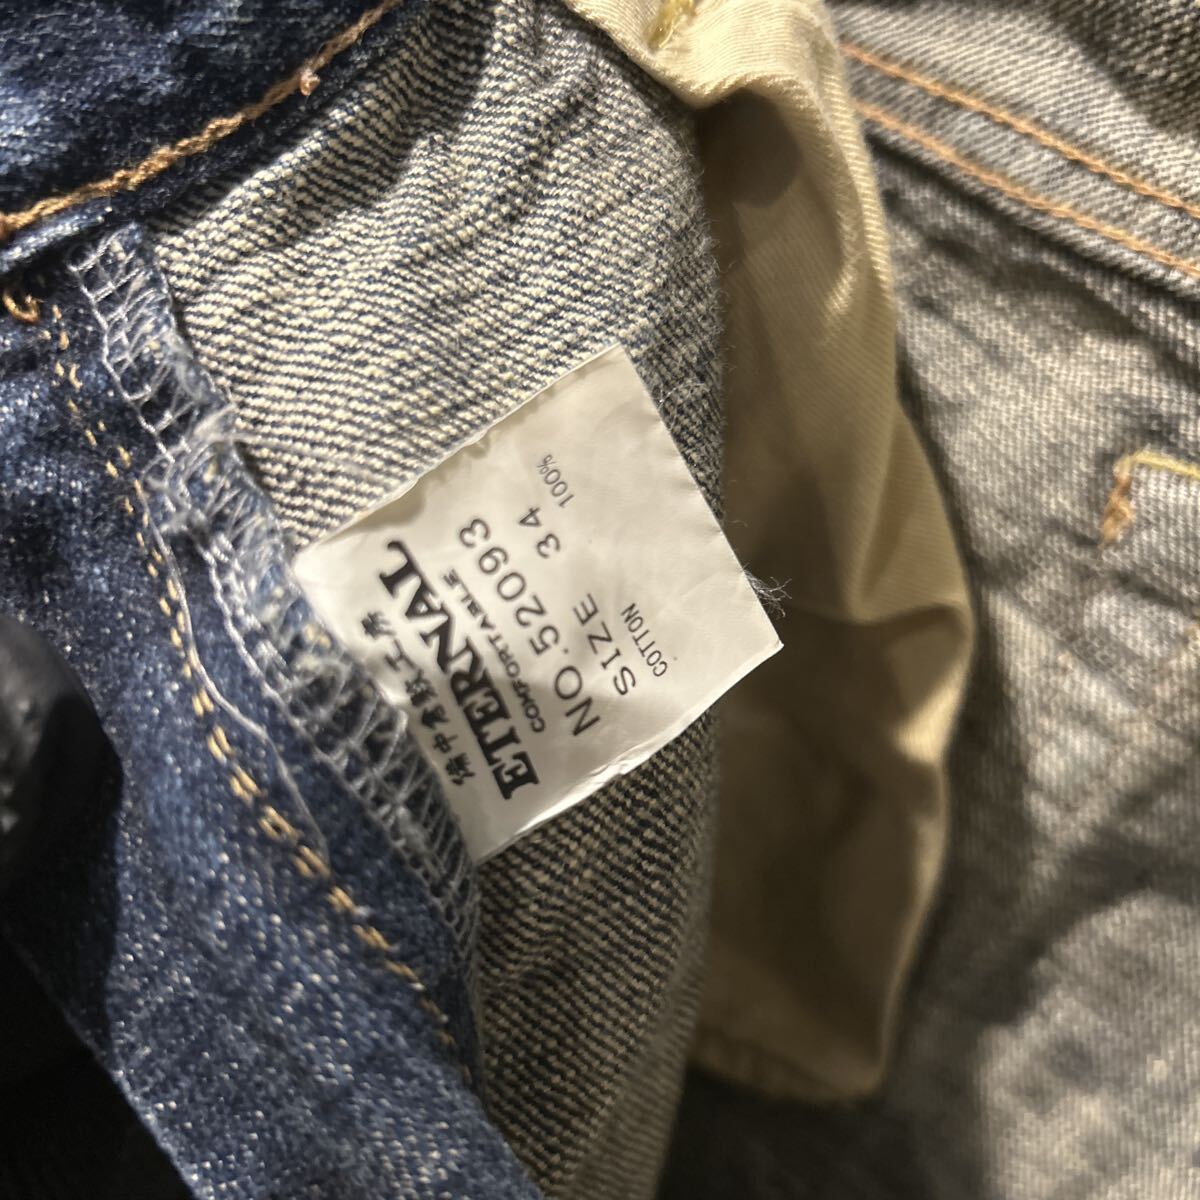 備中倉敷工房
ETERNAL
COMFORTABLE
NO.52093
SIZE 34
COTTON 100%